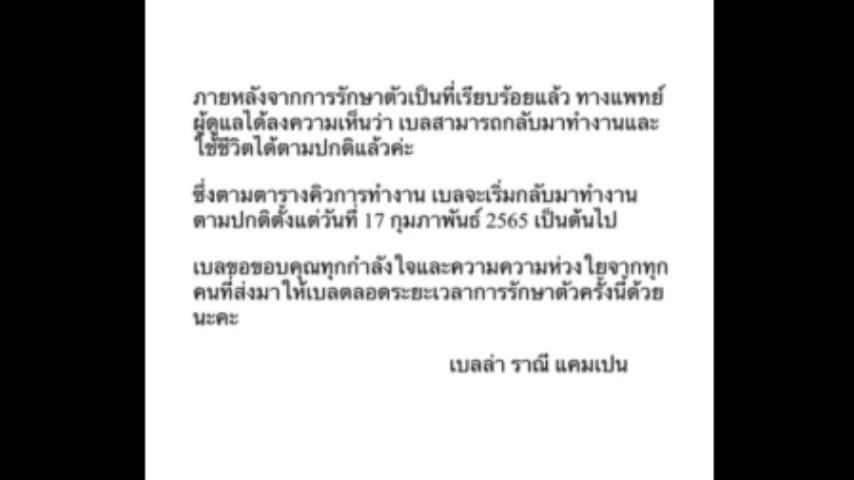 ภายหลังจากการรักษาตัวเป็นที่เรียบร้อยแล้ว ทางแพทย์
ผู้ดูแลได้ลงความเห็นว่า เบลสามารถกลับมาทำงานและ
ใช้ชีวิตได้ตามปกติแล้วค่ะ
ซึ่งตามตารางคิวการทำงาน เบลจะเริ่มกลับมาทำงาน
ตามปกติตั้งแต่วันที่ 17 กุมภาพันธ์ 2565 เป็นต้นไป
เบลขอขอบคุณทุกกำลังใจและความความห่วงใยจากทุก
คนที่ส่งมาให้เบลตลอดระยะเวลาการรักษาตัวครั้งนี้ด้วย
นะคะ
เบลล่า ราณี แคมเปน